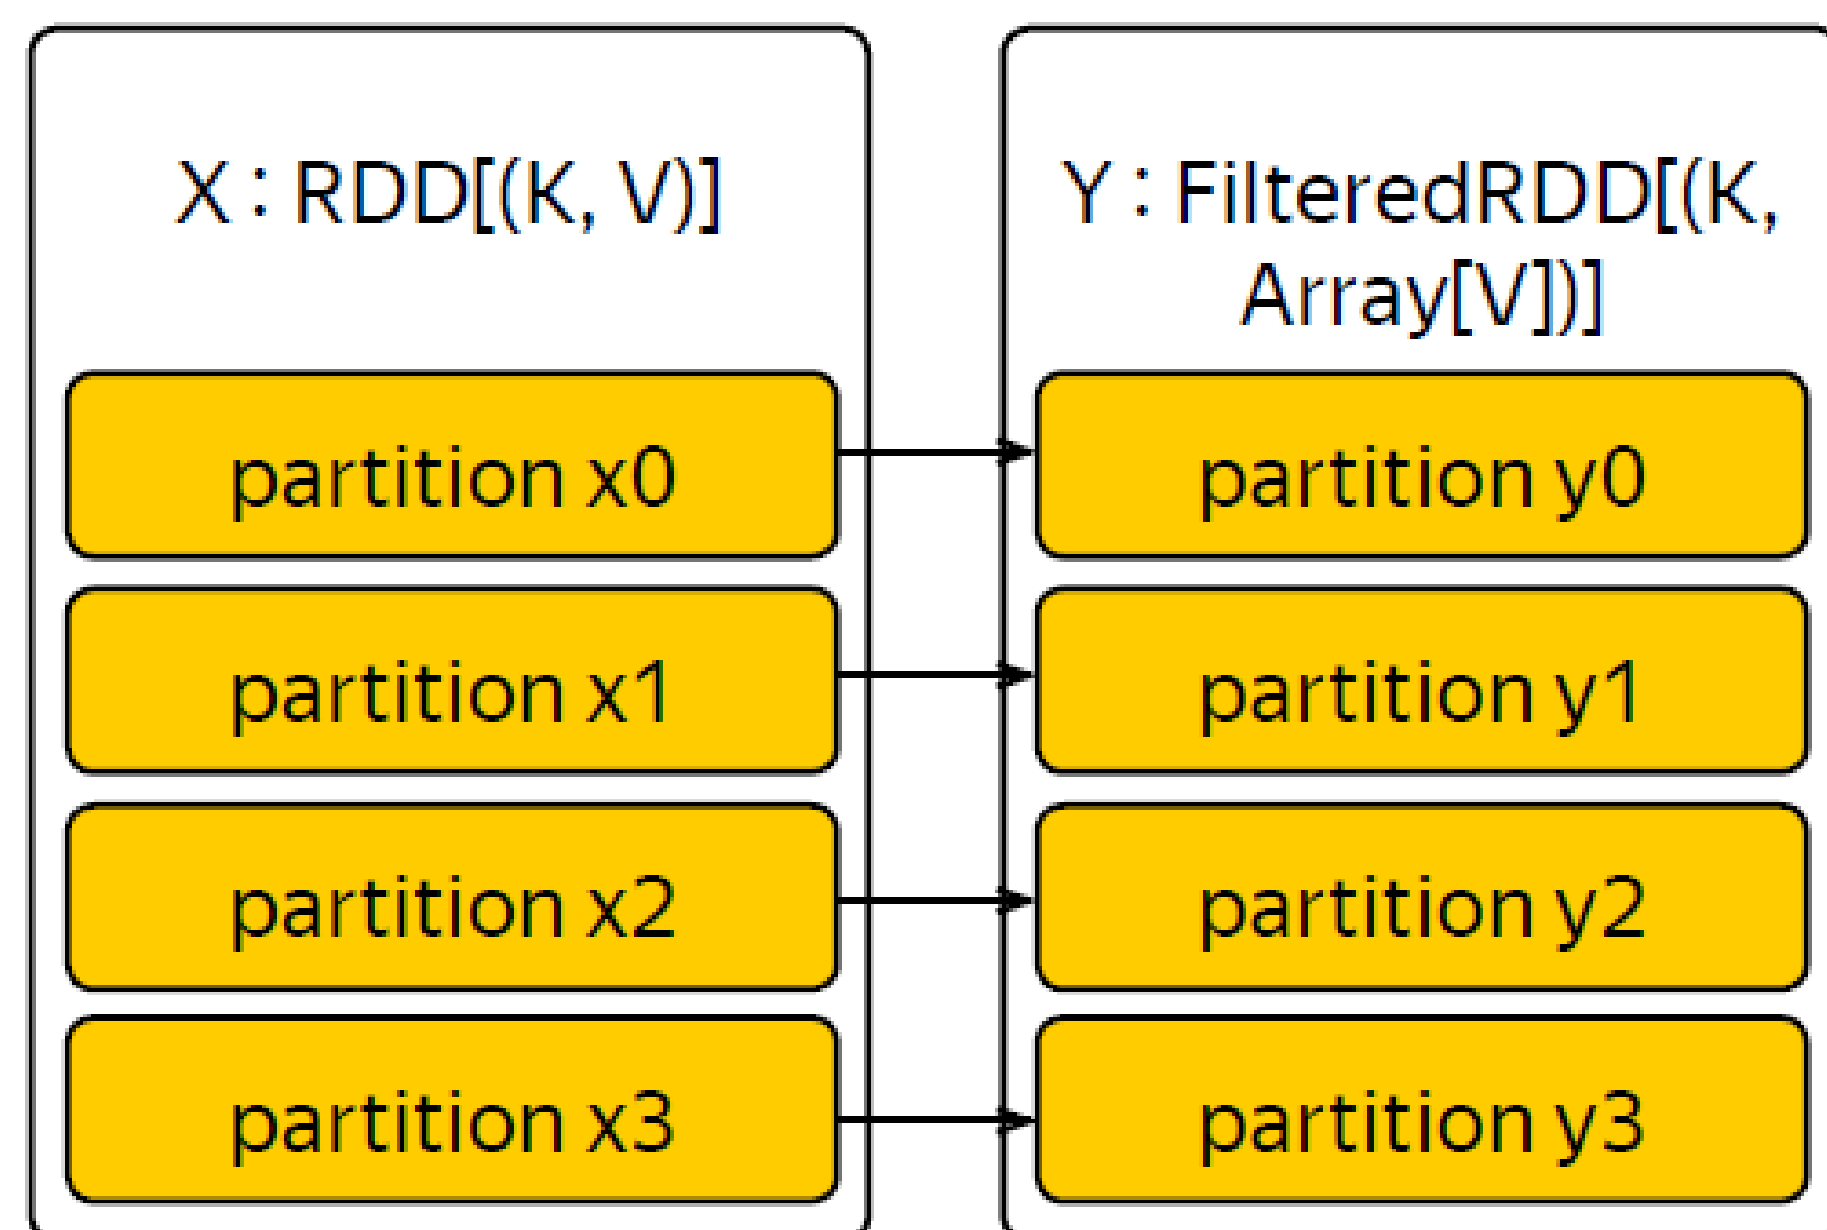 X : RDD[(K, V)]
partition x0
partition x1
partition x2
partition x3
Y : FilteredRDD[(K,
Array[V])]
partition y0
partition y1
partition y2
partition y3